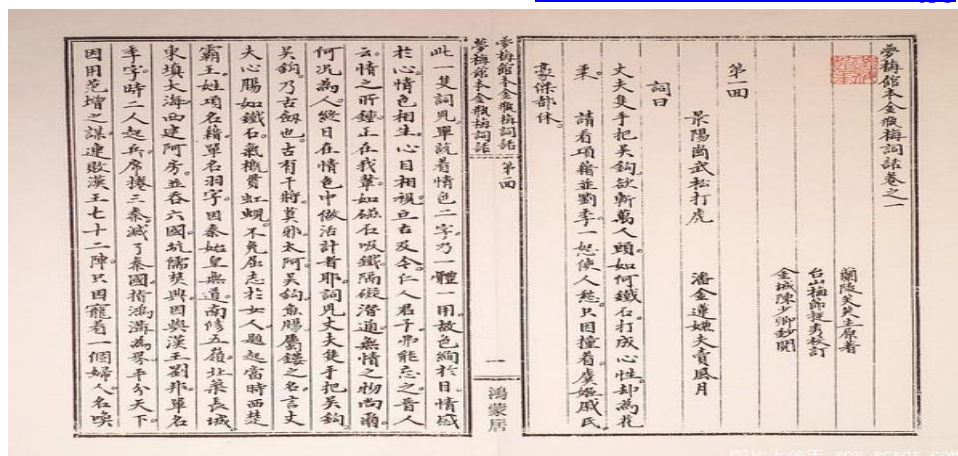 夢梅館本金瓶梅詞話卷之一
蘭陵笑笑生原著
台山梅節挺秀校訂
金城陳少卿鈔閱
第一回
景陽崗武松打虎　潘金蓮嫌夫賣風月
詞曰
丈夫隻手把吳鈎。欲斬萬人頭。如何鐵石打成心性。却為花
柔。　請看項籍並劉季。一怒使人愁。只因撞着虞姬戚氏。
豪傑都休。
夢梅館本金瓶梅詞話　第一回
夢梅館本金瓶梅詞話
一
鴻蒙居
此一隻詞兒。單說着情色二字。乃一體一用。故色絢於目。情感
於心。情色相生。心目相視。亘古及今。仁人君子。弗能忘之。晉人
云。情之所鍾。正在我輩。如磁石吸鐵。隔礙潛通。無情之物尚爾。
何況為人。終日在情色中做活計者耶。詞兒丈夫隻手把吳鈎。
吳鈎。乃古劍也。古有干將。莫邪。太阿。吳鈎。魚腸。屬鏤之名。言丈
夫心腸如鐵石。氣概貫虹蜺。不免屈志於女人。題起當時西楚
霸王。姓項名籍。單名羽字。因秦始皇無道。南修五嶺。北築長城。
東填大海。西建阿房。並吞六國。坑儒焚典。因與漢王劉邦。單名
季字。時二人起兵。席捲三秦。滅了秦國。指鴻溝為界。平分天下。
因用范增之謀。連敗漢王七十二陣。只因寵着一個婦人。名喚